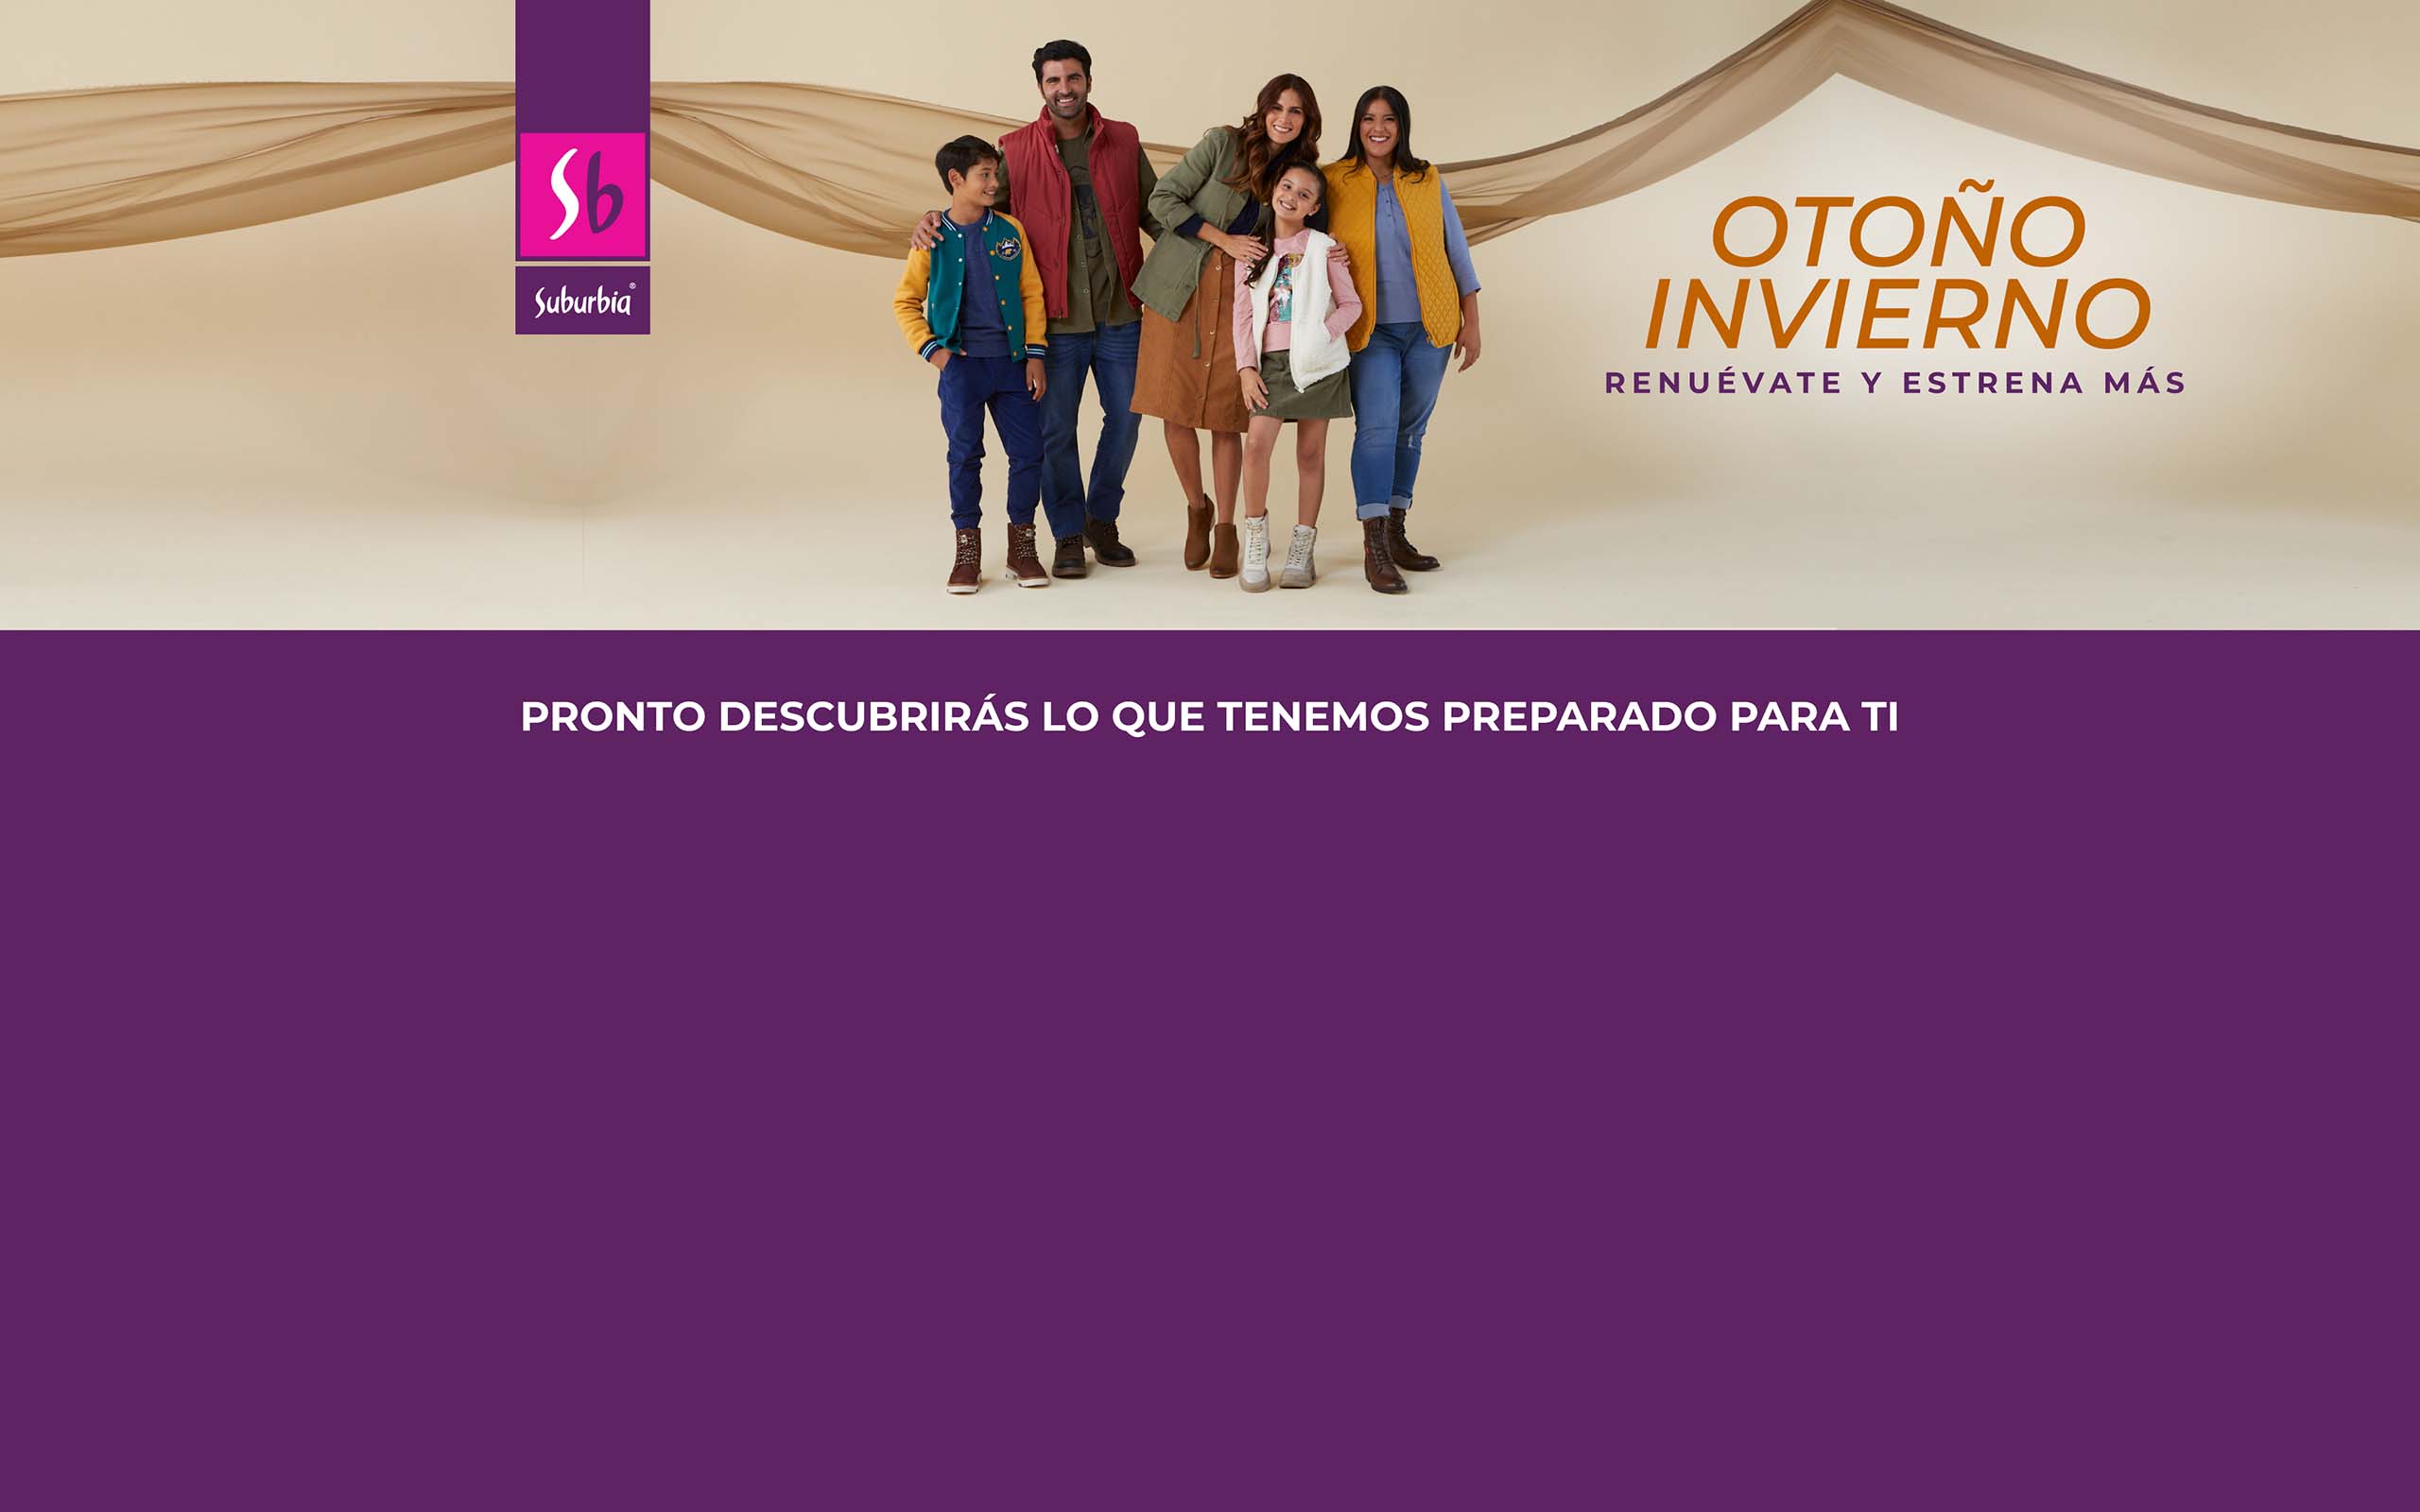 Sb
Suburbia®
OTOÑO
INVIERNO
RENUÉVATE Y ESTRENA MÁS
PRONTO DESCUBRIRÁS LO QUE TENEMOS PREPARADO PARA TI